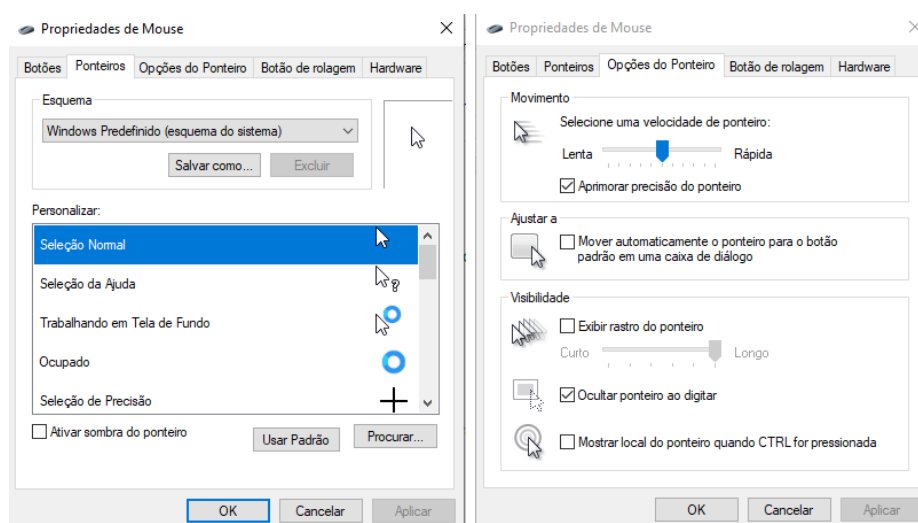 Propriedades de Mouse
Botões Ponteiros Opções do Ponteiro Botão de rolagem Hardware
Esquema
Windows Predefinido (esquema do sistema)
Salvar como... Excluir
Personalizar:
Seleção Normal
Seleção da Ajuda
Trabalhando em Tela de Fundo
Ocupado
Seleção de Precisão
Ativar sombra do ponteiro
Usar Padrão Procurar...
OK Cancelar Aplicar
Propriedades de Mouse
Botões Ponteiros Opções do Ponteiro Botão de rolagem Hardware
Movimento
Selecione uma velocidade de ponteiro:
Lenta Rápida
Aprimorar precisão do ponteiro
Ajustar a
Mover automaticamente o ponteiro para o botão
padrão em uma caixa de diálogo
Visibilidade
Exibir rastro do ponteiro
Curto Longo
Ocultar ponteiro ao digitar
Mostrar local do ponteiro quando CTRL for pressionada
OK Cancelar Aplicar